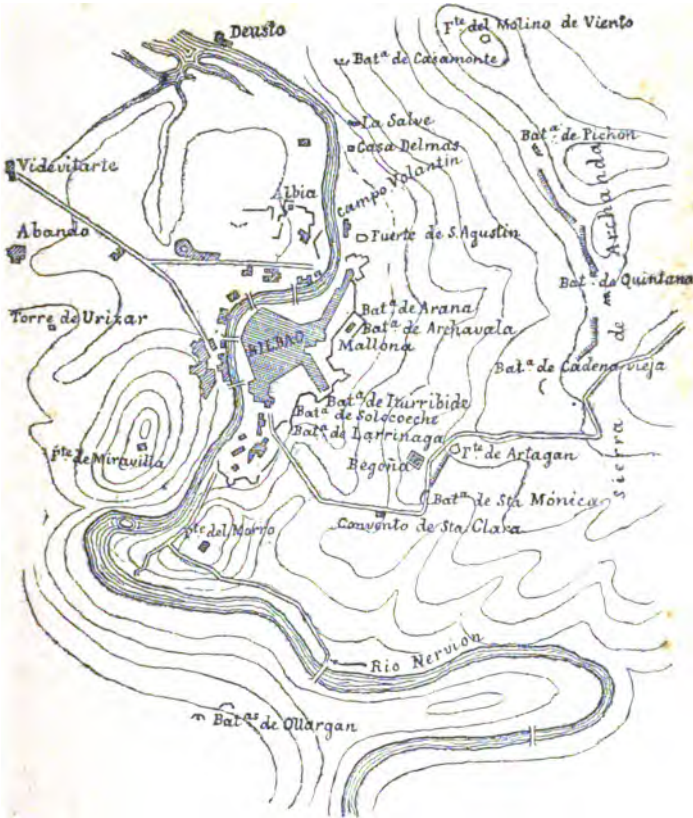 Deusto
Fᵗᵉ del Molino de Viento
Batᵃ de Casamonte
La Salve
Casa Delmas
Batᵃ de Pichon
Videvitarte
Campo Volantin
Albia
Abando
Fuerte de S. Agustin
Sierra de Archanda
Batᵃ de Quintana
Torre de Urizar
Batᵃ de Arana
Batᵃ de Archavala
Mallona
BILBAO
Batᵃ de Cadena vieja
Batᵃ de Iturribide
Batᵃ de Solocoeche
Batᵃ de Larrinaga
Fᵗᵉ de Miravilla
Begoña
Fᵗᵉ de Artagan
Batᵃ de Sta Mónica
Convento de Sta Clara
Fᵗᵉ del Morro
Rio Nervión
Batᵃˢ de Ollargan